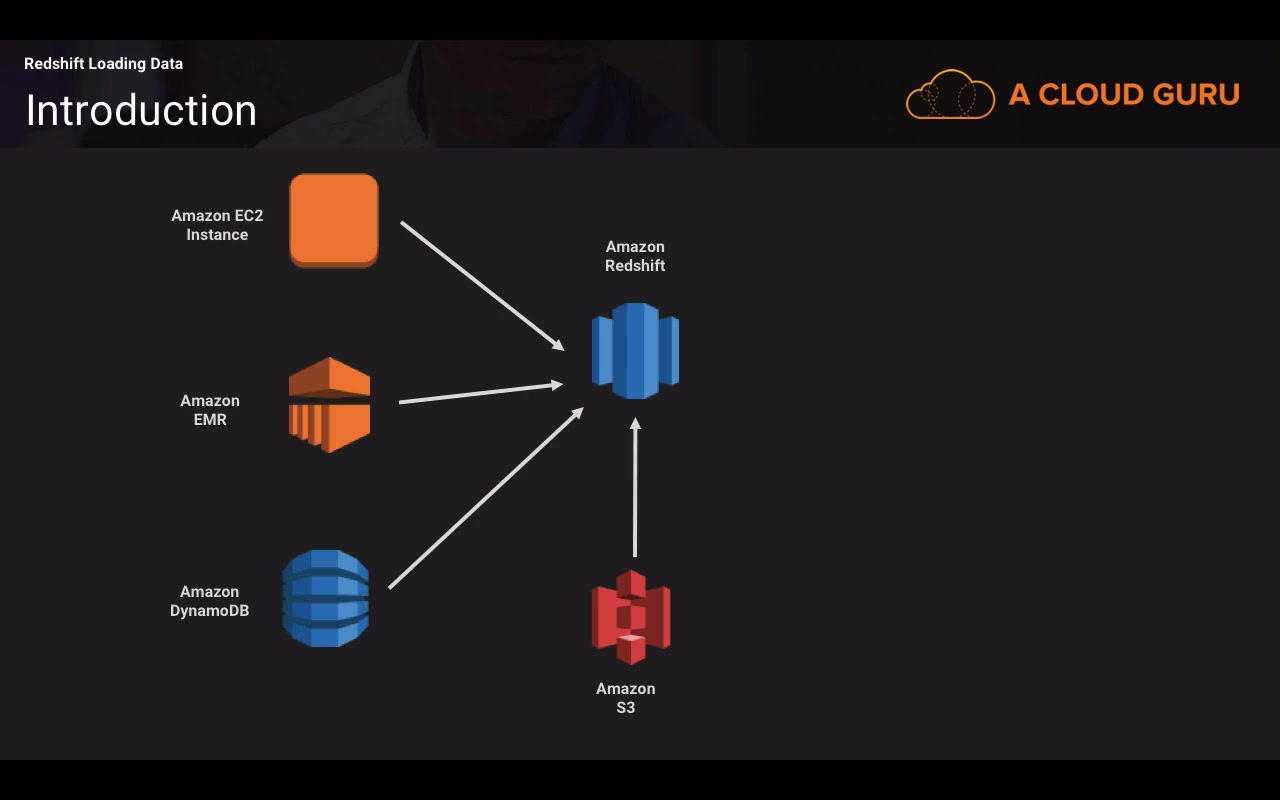 Redshift Loading Data
Introduction
A CLOUD GURU
Amazon EC2
Instance
Amazon
Redshift
Amazon
EMR
Amazon
DynamoDB
Amazon
S3